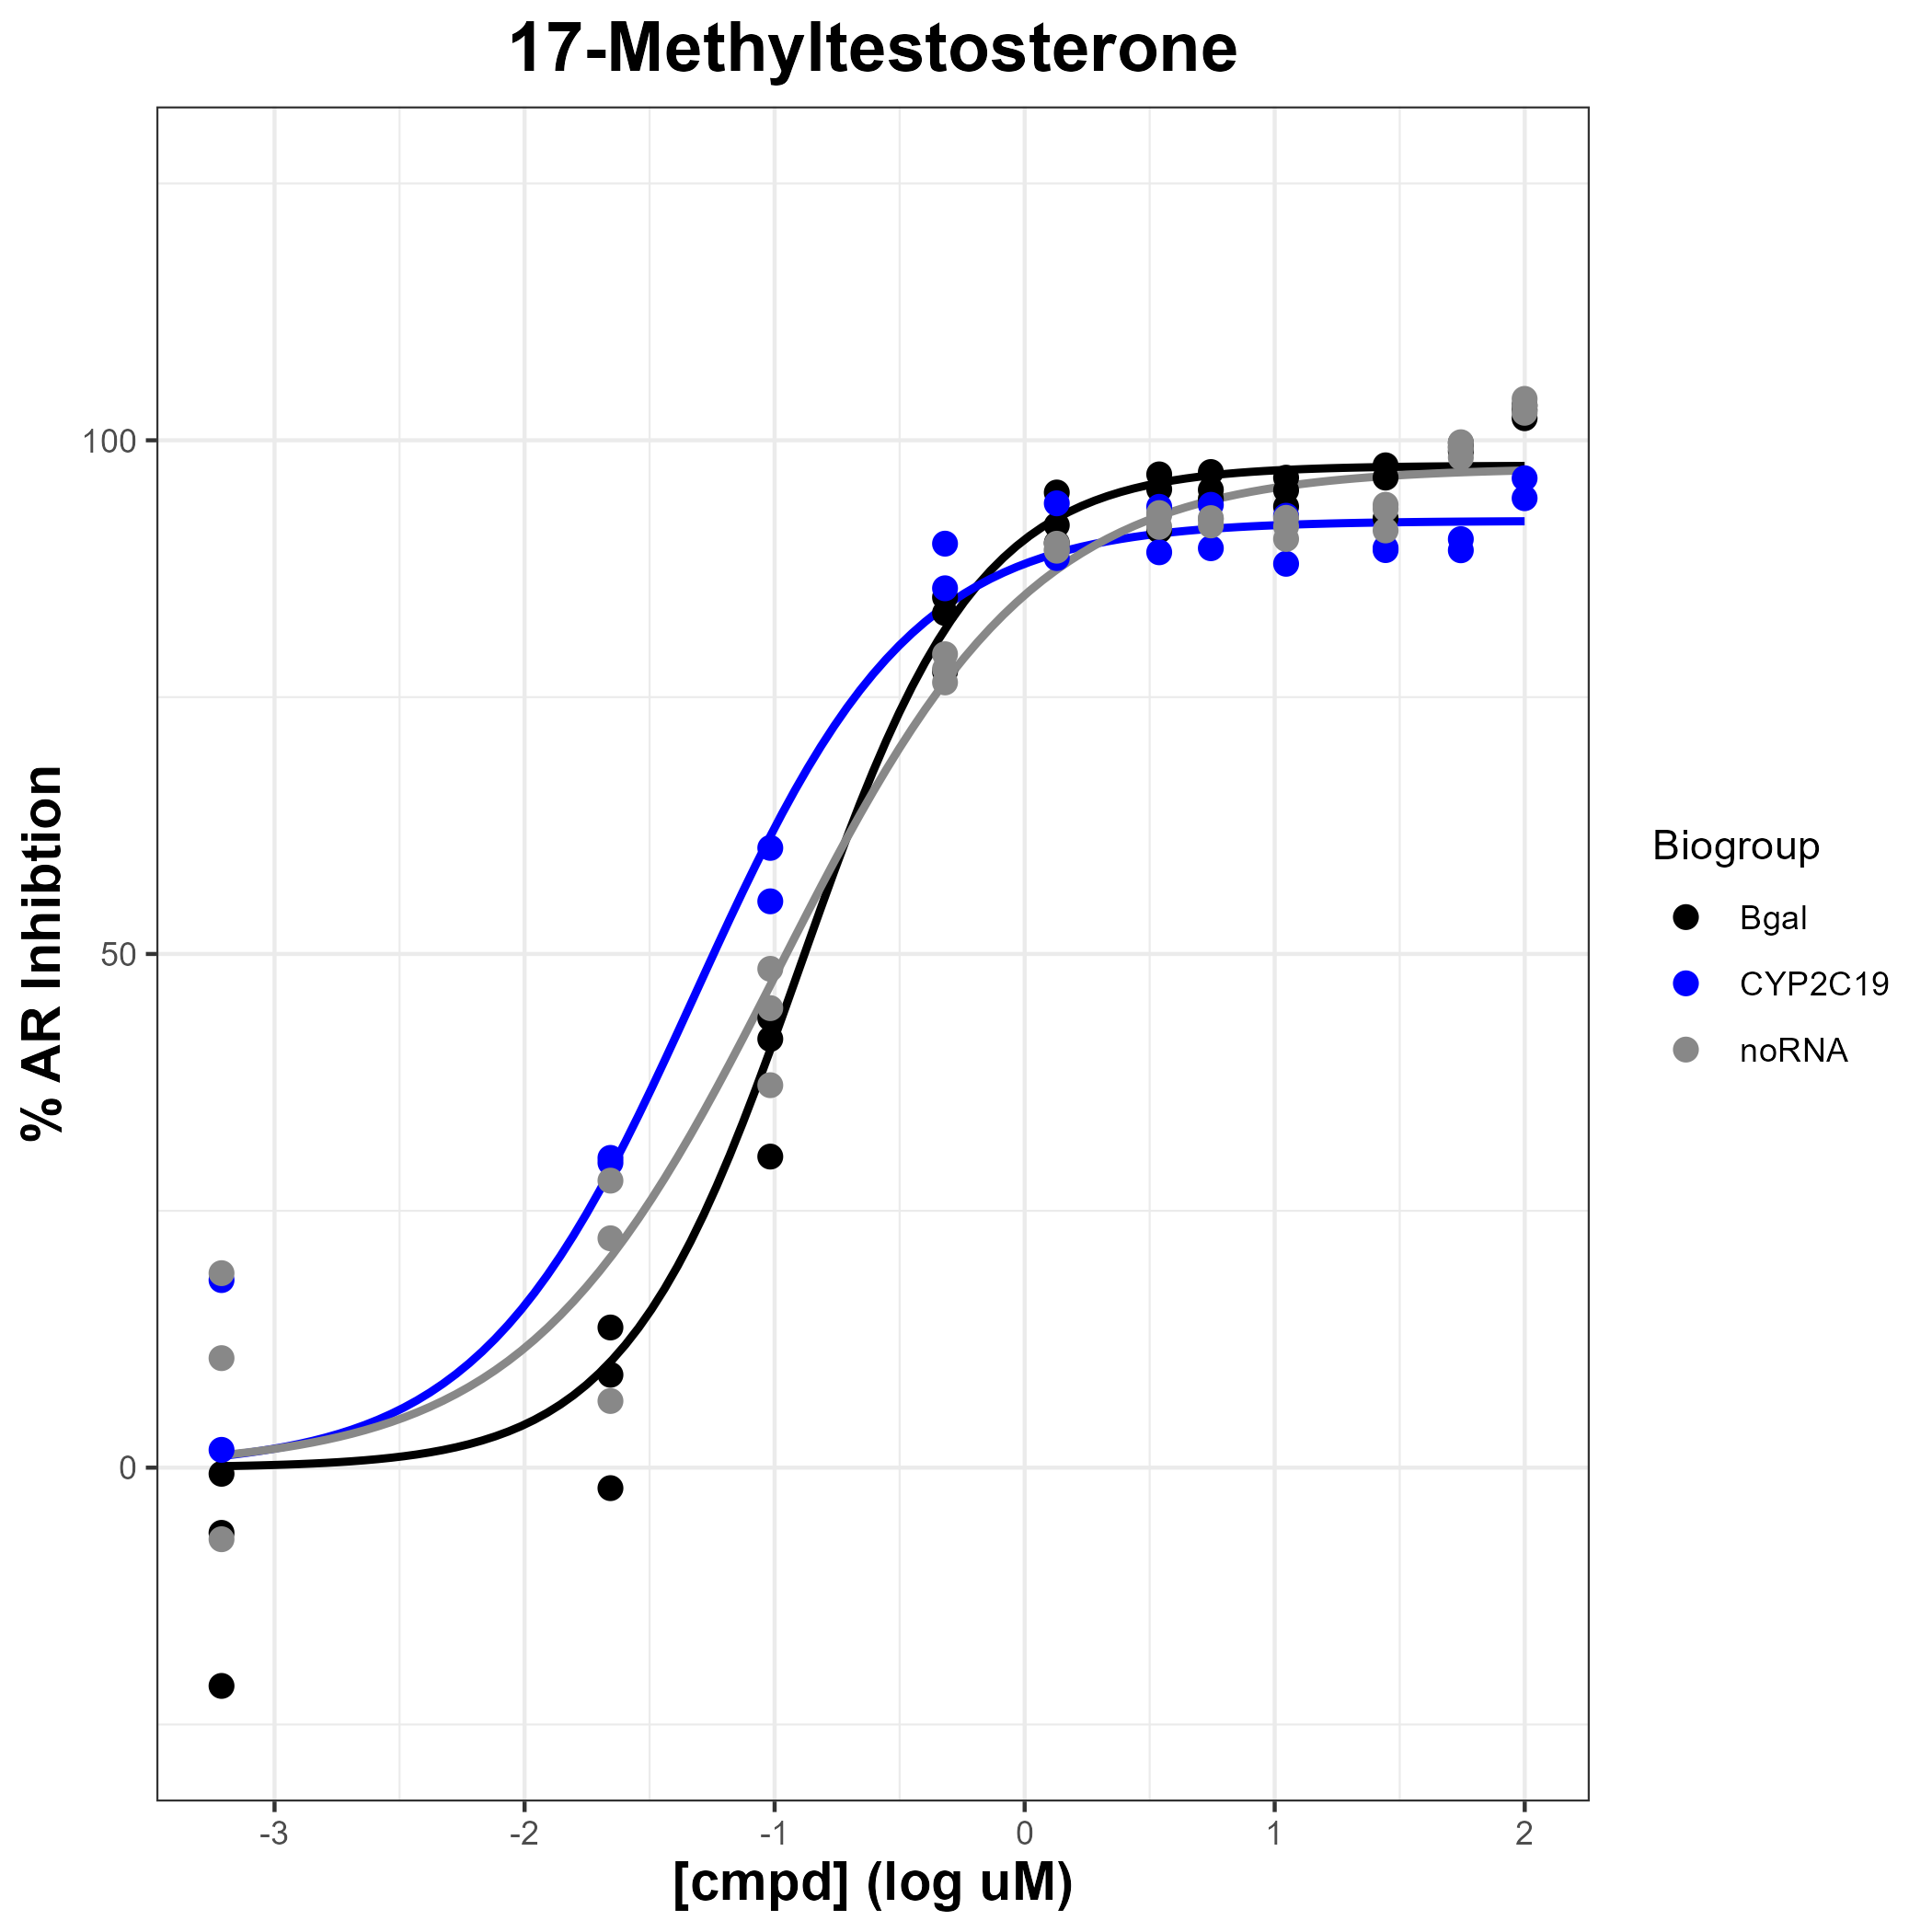 17-Methyltestosterone
% AR Inhibtion
100
50
0
-3
-2
-1
0
1
2
[cmpd] (log uM)
Biogroup
Bgal
CYP2C19
noRNA